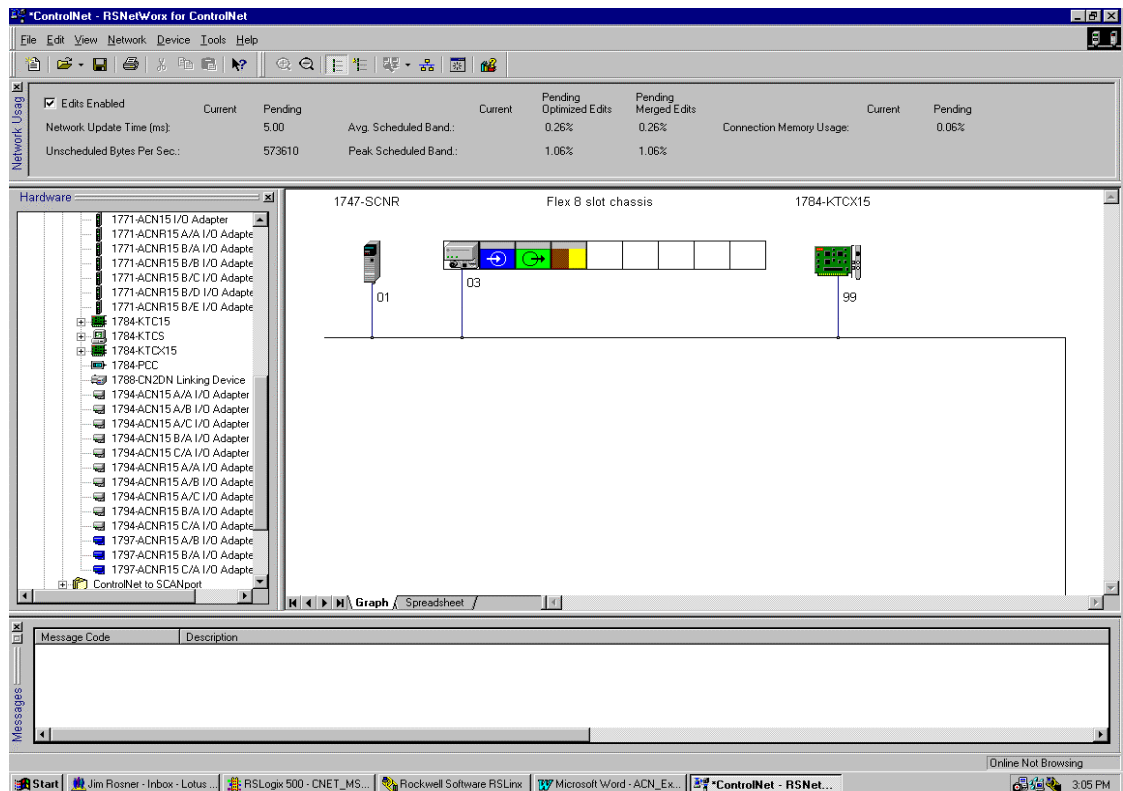 *ControlNet - RSNetWorx for ControlNet
File Edit View Network Device Tools Help
Network Usag
Edits Enabled
Current Pending
Current Pending Optimized Edits Pending Merged Edits
Current Pending
Network Update Time (ms): 5.00 Avg. Scheduled Band.: 0.26% 0.26% Connection Memory Usage: 0.06%
Unscheduled Bytes Per Sec.: 573610 Peak Scheduled Band.: 1.06% 1.06%
Hardware
1771-ACN15 I/O Adapter
1771-ACNR15 A/A I/O Adapte
1771-ACNR15 B/A I/O Adapte
1771-ACNR15 B/B I/O Adapte
1771-ACNR15 B/C I/O Adapte
1771-ACNR15 B/D I/O Adapte
1771-ACNR15 B/E I/O Adapte
1784-KTC15
1784-KTCS
1784-KTCX15
1784-PCC
1788-CN2DN Linking Device
1794-ACN15 A/A I/O Adapter
1794-ACN15 A/B I/O Adapter
1794-ACN15 A/C I/O Adapter
1794-ACN15 B/A I/O Adapter
1794-ACN15 C/A I/O Adapter
1794-ACNR15 A/A I/O Adapte
1794-ACNR15 A/B I/O Adapte
1794-ACNR15 A/C I/O Adapte
1794-ACNR15 B/A I/O Adapte
1794-ACNR15 C/A I/O Adapte
1797-ACNR15 A/B I/O Adapte
1797-ACNR15 B/A I/O Adapte
1797-ACNR15 C/A I/O Adapte
ControlNet to SCANport
1747-SCNR Flex 8 slot chassis 1784-KTCX15
01
03
99
Graph Spreadsheet
Messages
Message Code Description
Online Not Browsing
Start Jim Rosner - Inbox - Lotus ... RSLogix 500 - CNET_MS... Rockwell Software RSLinx Microsoft Word - ACN_Ex... *ControlNet - RSNet... 3:05 PM